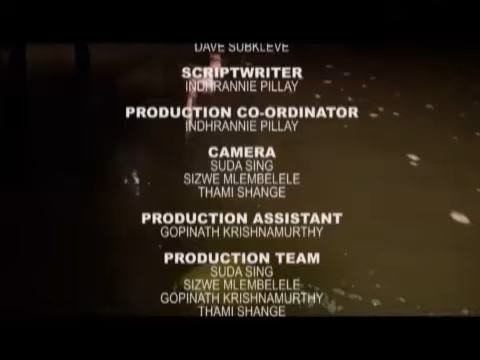 DAVE SUBKLEVE
SCRIPTWRITER
INDHRANNIE PILLAY
PRODUCTION CO-ORDINATOR
INDHRANNIE PILLAY
CAMERA
SUDA SING
SIZWE MLEMBELELE
THAMI SHANGE
PRODUCTION ASSISTANT
GOPINATH KRISHNAMURTHY
PRODUCTION TEAM
SUDA SING
SIZWE MLEMBELELE
GOPINATH KRISHNAMURTHY
THAMI SHANGE